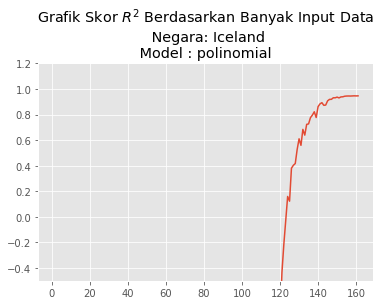 Grafik Skor R² Berdasarkan Banyak Input Data
Negara: Iceland
Model : polinomial
1.2
1.0
0.8
0.6
0.4
0.2
0.0
−0.2
−0.4
0 20 40 60 80 100 120 140 160